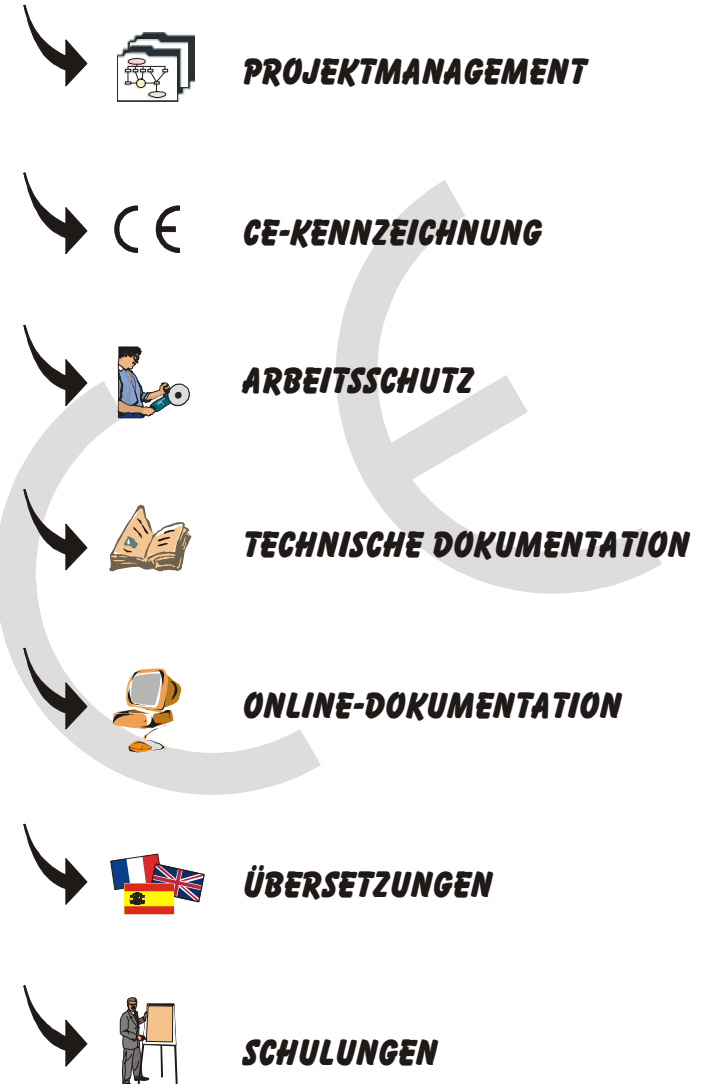 PROJEKTMANAGEMENT
CE CE-KENNZEICHNUNG
ARBEITSSCHUTZ
TECHNISCHE DOKUMENTATION
ONLINE-DOKUMENTATION
ÜBERSETZUNGEN
SCHULUNGEN